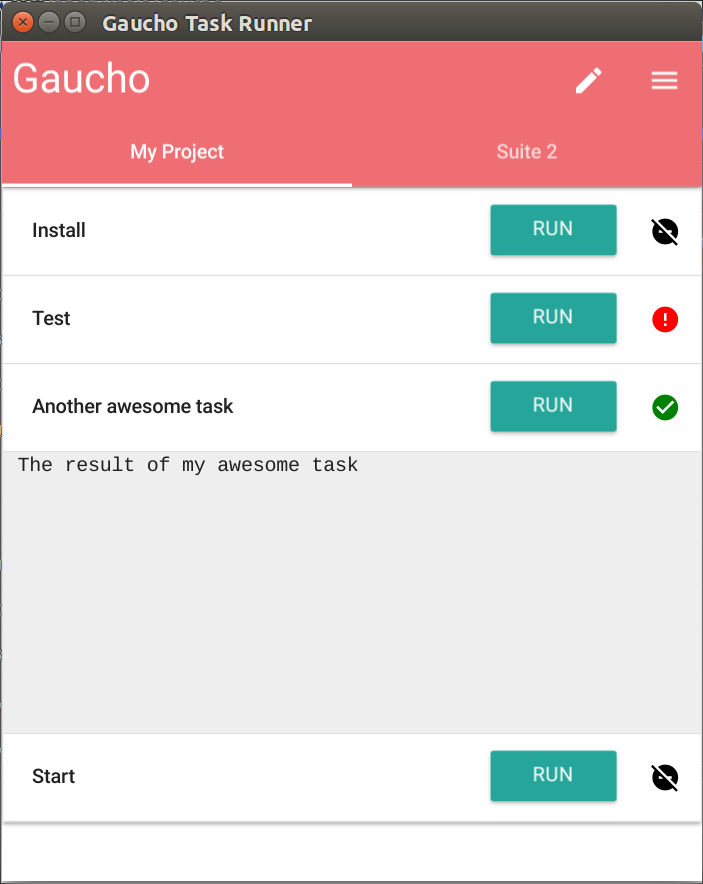 Gaucho Task Runner
Gaucho
My Project Suite 2
Install RUN
Test RUN
Another awesome task RUN
The result of my awesome task
Start RUN